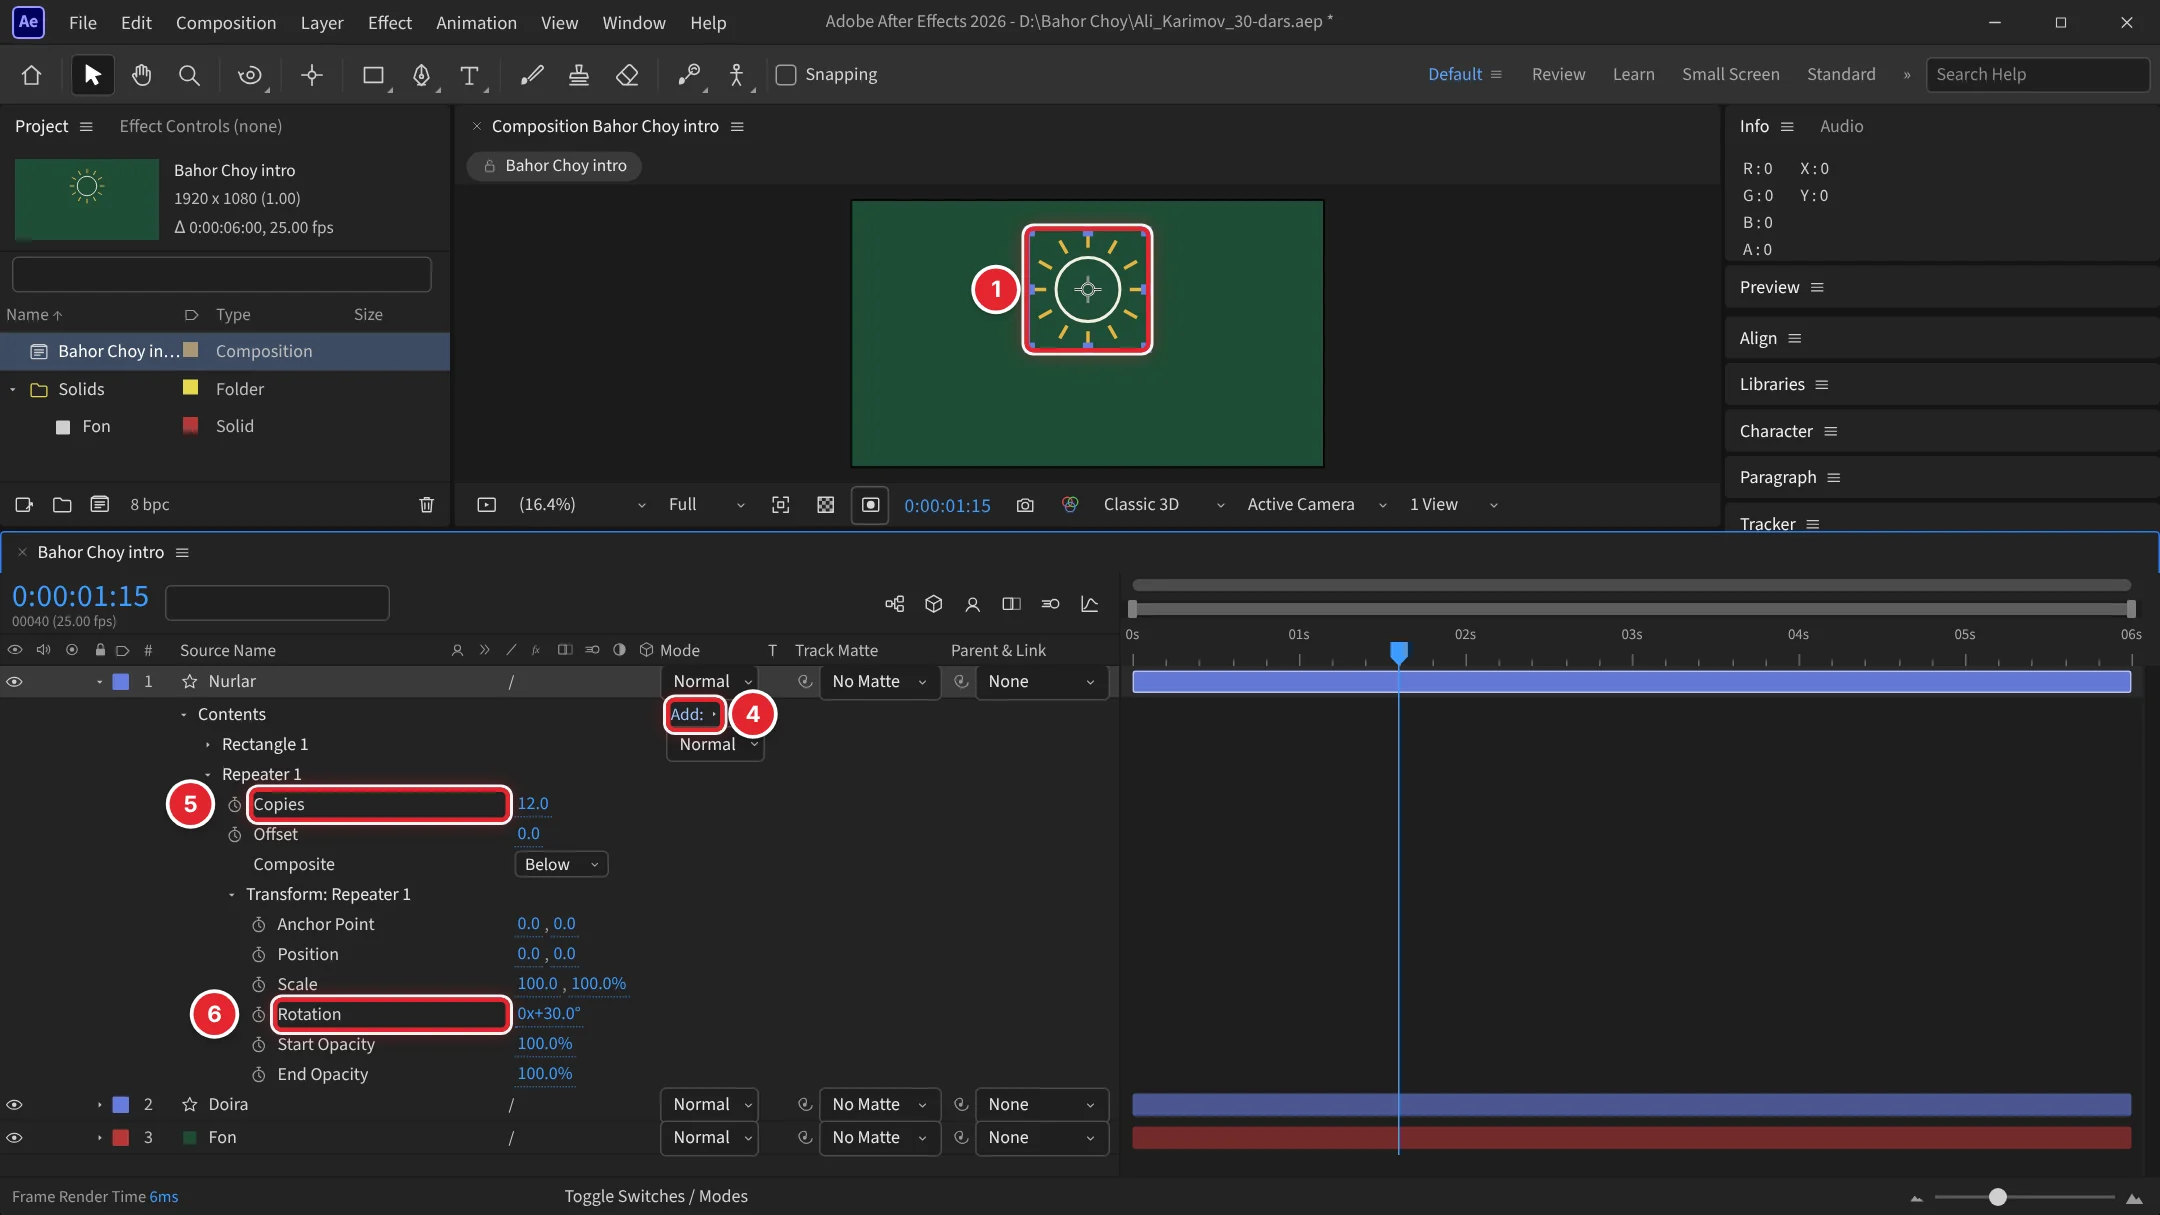 Ae File Edit Composition Layer Effect Animation View Window Help
Adobe After Effects 2026 - D:\Bahor Choy\Ali_Karimov_30-dars.aep *
Snapping
Default Review Learn Small Screen Standard » Search Help
Project Effect Controls (none)
Bahor Choy intro
1920 x 1080 (1.00)
Δ 0:00:06:00, 25.00 fps
Name Type Size
Bahor Choy in... Composition
Solids Folder
Fon Solid
8 bpc
Composition Bahor Choy intro
Bahor Choy intro
1
(16.4%) Full 0:00:01:15 Classic 3D Active Camera 1 View
Info Audio
R : 0 X : 0
G : 0 Y : 0
B : 0
A : 0
Preview
Align
Libraries
Character
Paragraph
Tracker
Bahor Choy intro
0:00:01:15
00040 (25.00 fps)
# Source Name fx Mode T Track Matte Parent & Link
0s 01s 02s 03s 04s 05s 06s
1 Nurlar / Normal No Matte None
Contents Add: 4
Rectangle 1 Normal
Repeater 1
5 Copies 12.0
Offset 0.0
Composite Below
Transform: Repeater 1
Anchor Point 0.0 , 0.0
Position 0.0 , 0.0
Scale 100.0 , 100.0%
6 Rotation 0x+30.0°
Start Opacity 100.0%
End Opacity 100.0%
2 Doira / Normal No Matte None
3 Fon / Normal No Matte None
Frame Render Time 6ms
Toggle Switches / Modes